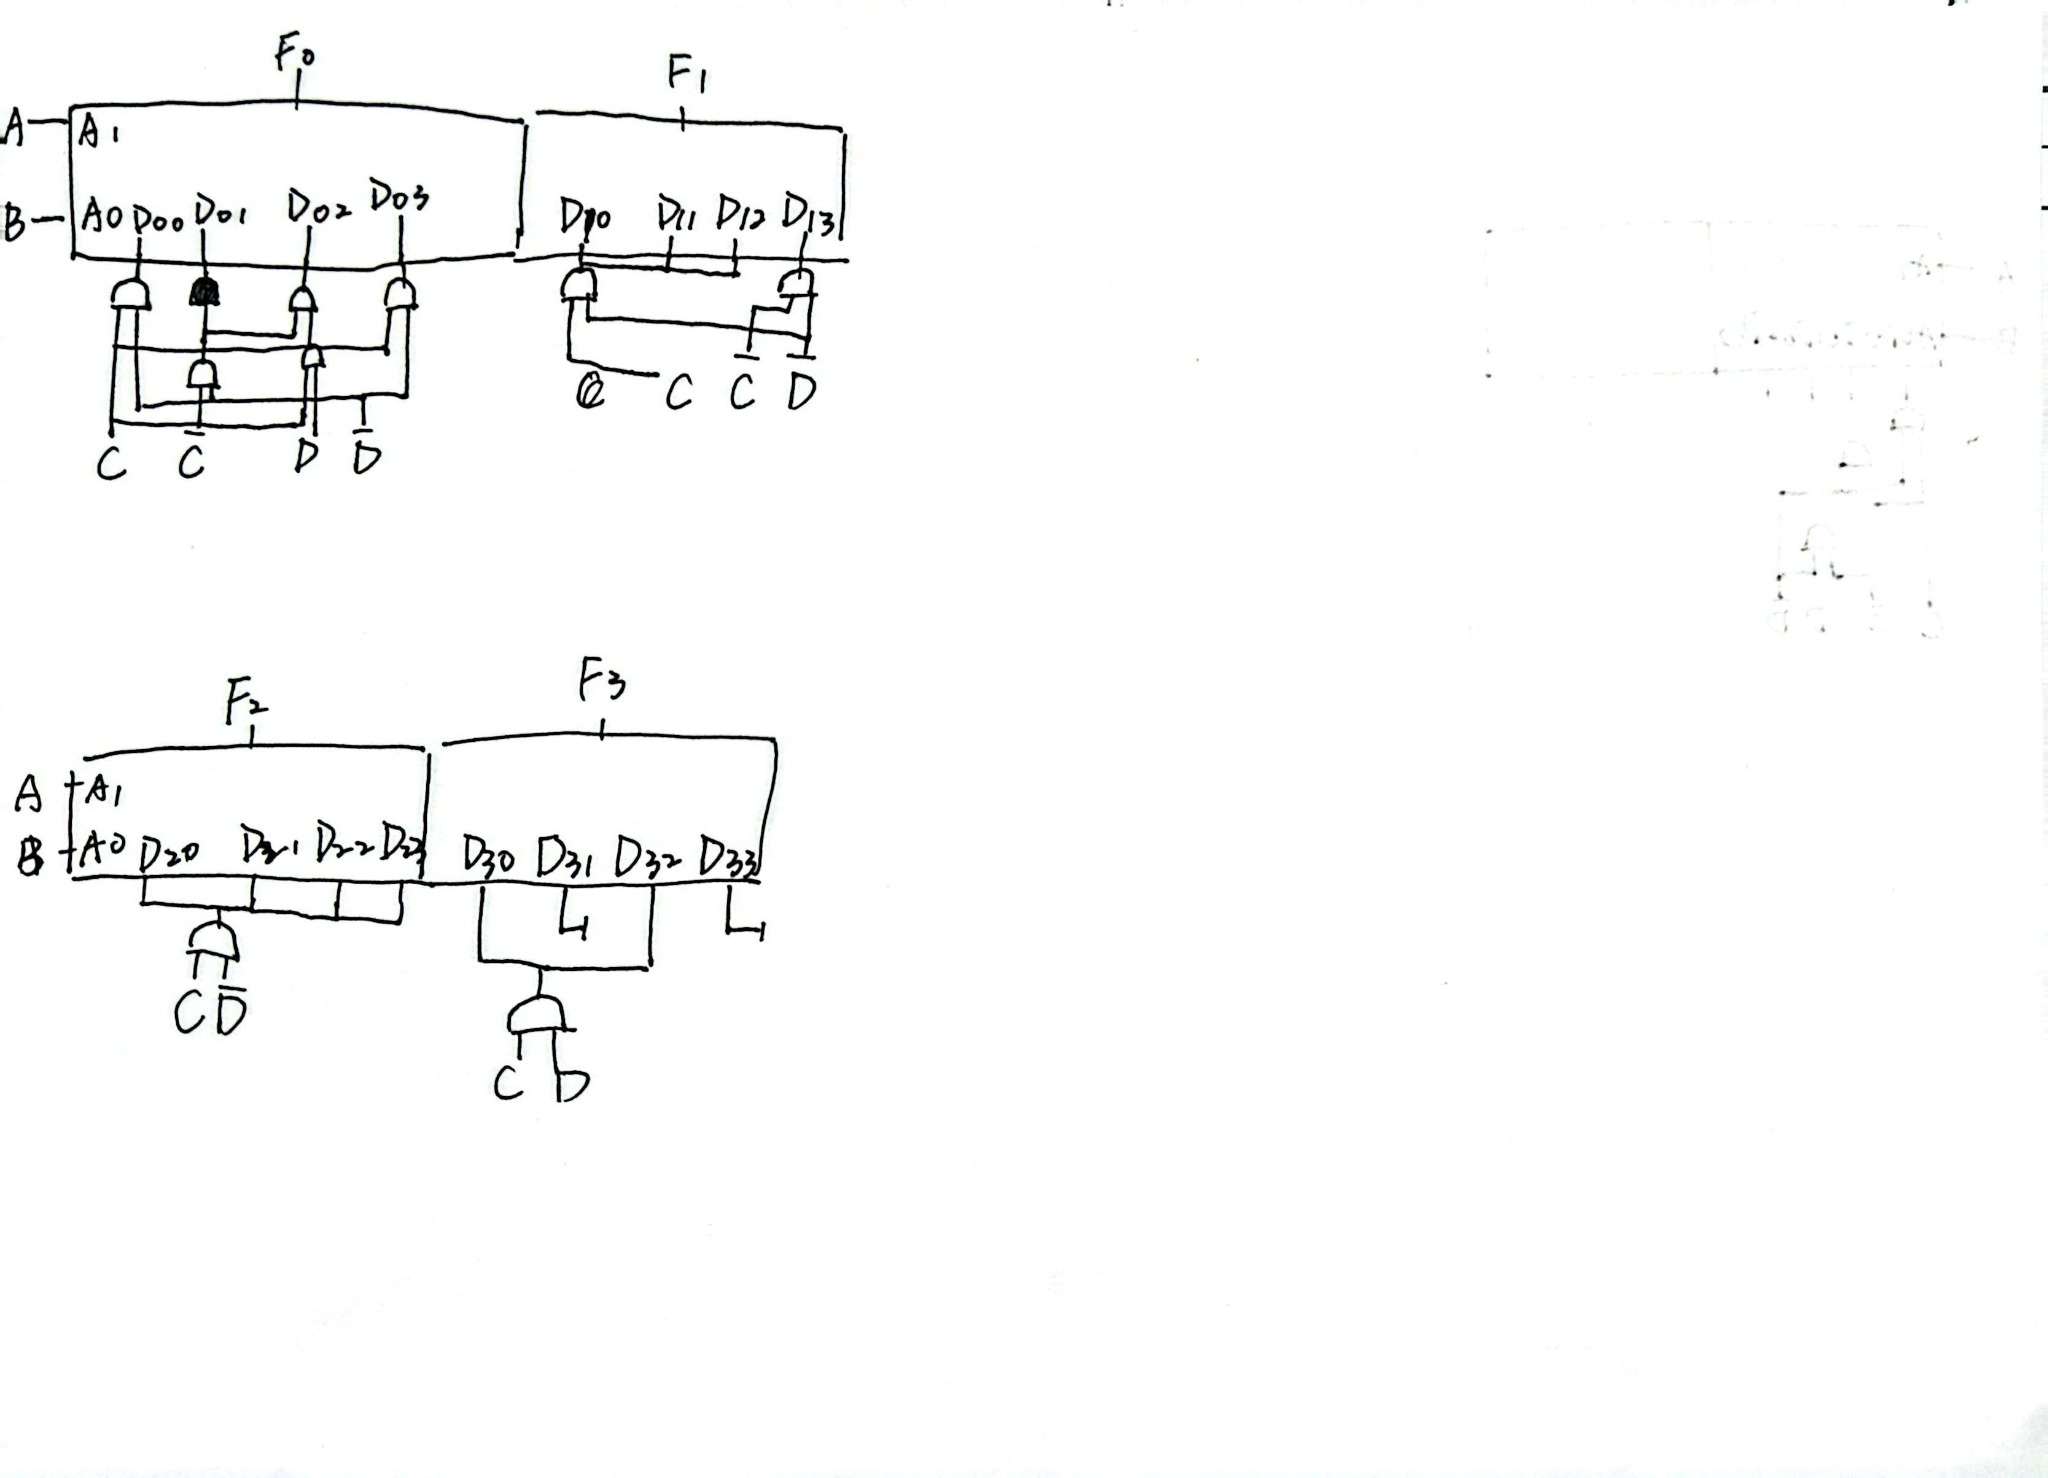 F0
F1
A A1
B A0 D00 D01 D02 D03
D10 D11 D12 D13
C C̅ D D̅
C C̅ D̅
F2
F3
A A1
B A0 D20 D21 D22 D23
D30 D31 D32 D33
C D̅
C D